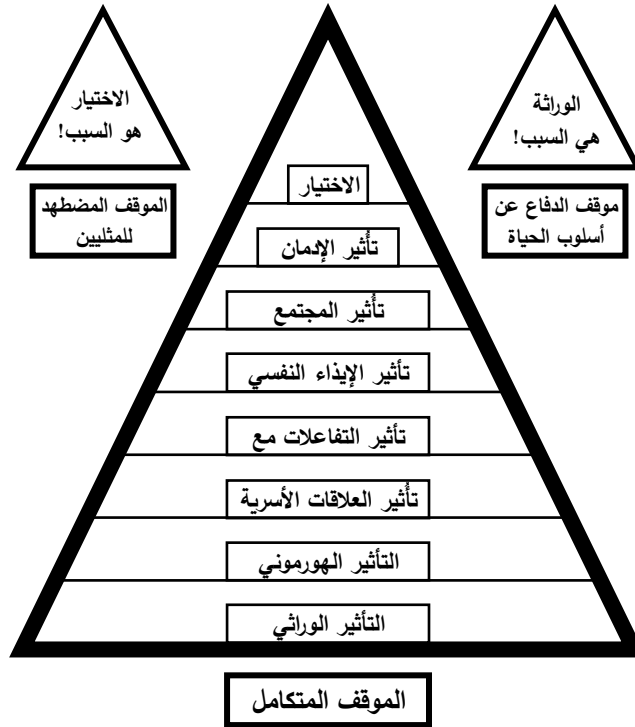 الوراثة
هي السبب!
موقف الدفاع عن
أسلوب الحياة
الاختيار
هو السبب!
الموقف المضطهد
للمثليين
الاختيار
تأثير الإدمان
تأثير المجتمع
تأثير الإيذاء النفسي
تأثير التفاعلات مع
تأثير العلاقات الأسرية
التأثير الهورموني
التأثير الوراثي
الموقف المتكامل